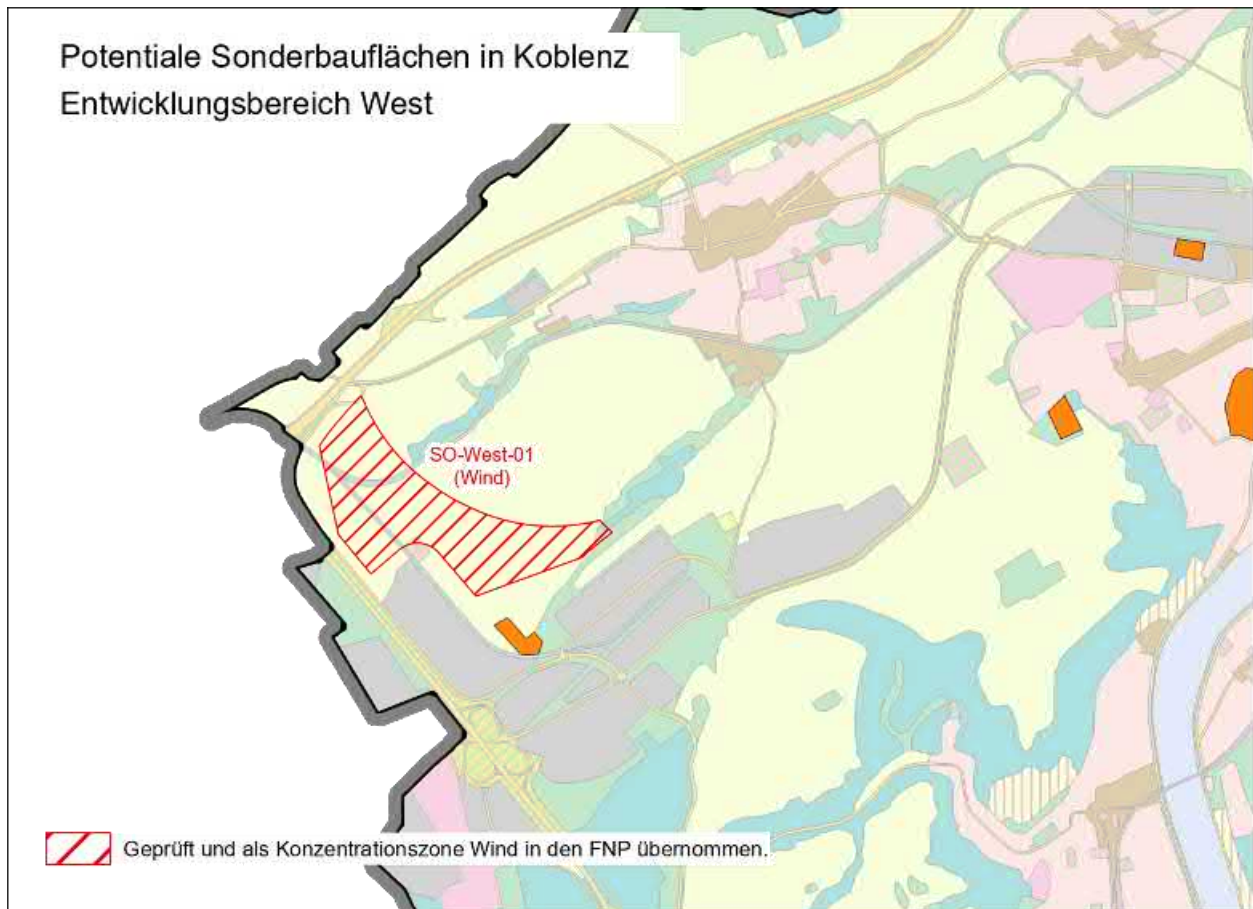 Potentiale Sonderbauflächen in Koblenz
Entwicklungsbereich West
SO-West-01
(Wind)
Geprüft und als Konzentrationszone Wind in den FNP übernommen.